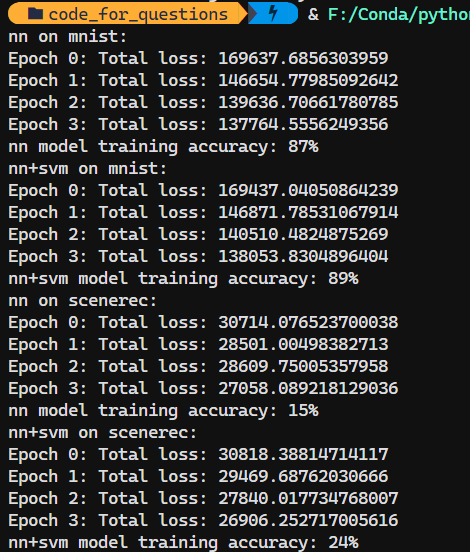 code_for_questions & F:/Conda/pytho
nn on mnist:
Epoch 0: Total loss: 169637.6856303959
Epoch 1: Total loss: 146654.77985092642
Epoch 2: Total loss: 139636.70661780785
Epoch 3: Total loss: 137764.5556249356
nn model training accuracy: 87%
nn+svm on mnist:
Epoch 0: Total loss: 169437.04050864239
Epoch 1: Total loss: 146871.78531067914
Epoch 2: Total loss: 140510.4824875269
Epoch 3: Total loss: 138053.8304896404
nn+svm model training accuracy: 89%
nn on scenerec:
Epoch 0: Total loss: 30714.076523700038
Epoch 1: Total loss: 28501.00498382713
Epoch 2: Total loss: 28609.75005357958
Epoch 3: Total loss: 27058.089218129036
nn model training accuracy: 15%
nn+svm on scenerec:
Epoch 0: Total loss: 30818.38814714117
Epoch 1: Total loss: 29469.68762030666
Epoch 2: Total loss: 27840.017734768007
Epoch 3: Total loss: 26906.252717005316
nn+svm model training accuracy: 24%